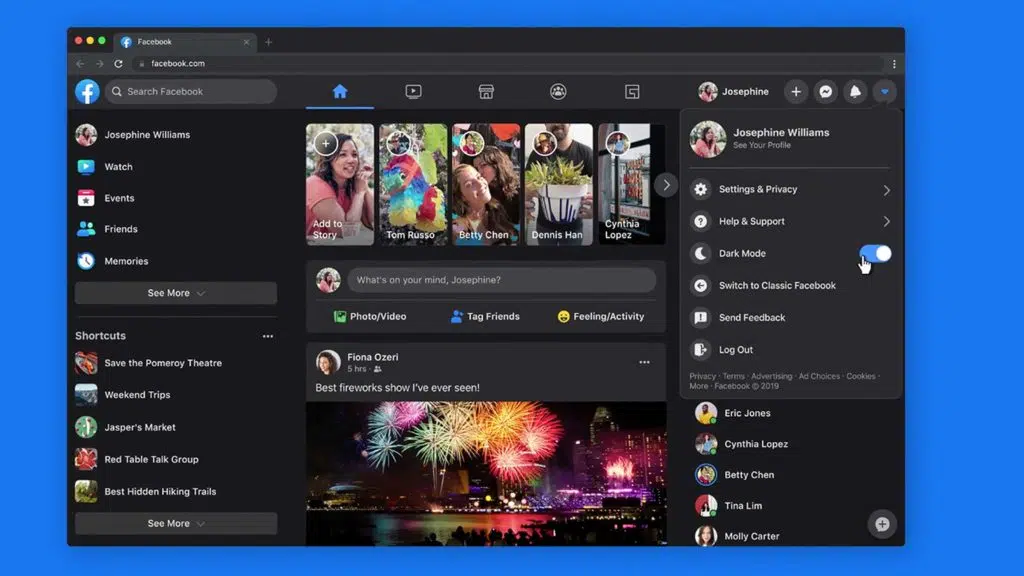 Facebook
facebook.com
Search Facebook
Josephine
Josephine Williams
Watch
Events
Friends
Memories
See More
Shortcuts
Save the Pomeroy Theatre
Weekend Trips
Jasper's Market
Red Table Talk Group
Best Hidden Hiking Trails
See More
Add to
Story
Tom Russo
Betty Chen
Dennis Han
Cynthia
Lopez
What's on your mind, Josephine?
Photo/Video
Tag Friends
Feeling/Activity
Fiona Ozeri
5 hrs ·
Best fireworks show I've ever seen!
Josephine Williams
See Your Profile
Settings & Privacy
Help & Support
Dark Mode
Switch to Classic Facebook
Send Feedback
Log Out
Privacy · Terms · Advertising · Ad Choices · Cookies ·
More · Facebook © 2019
Eric Jones
Cynthia Lopez
Betty Chen
Tina Lim
Molly Carter